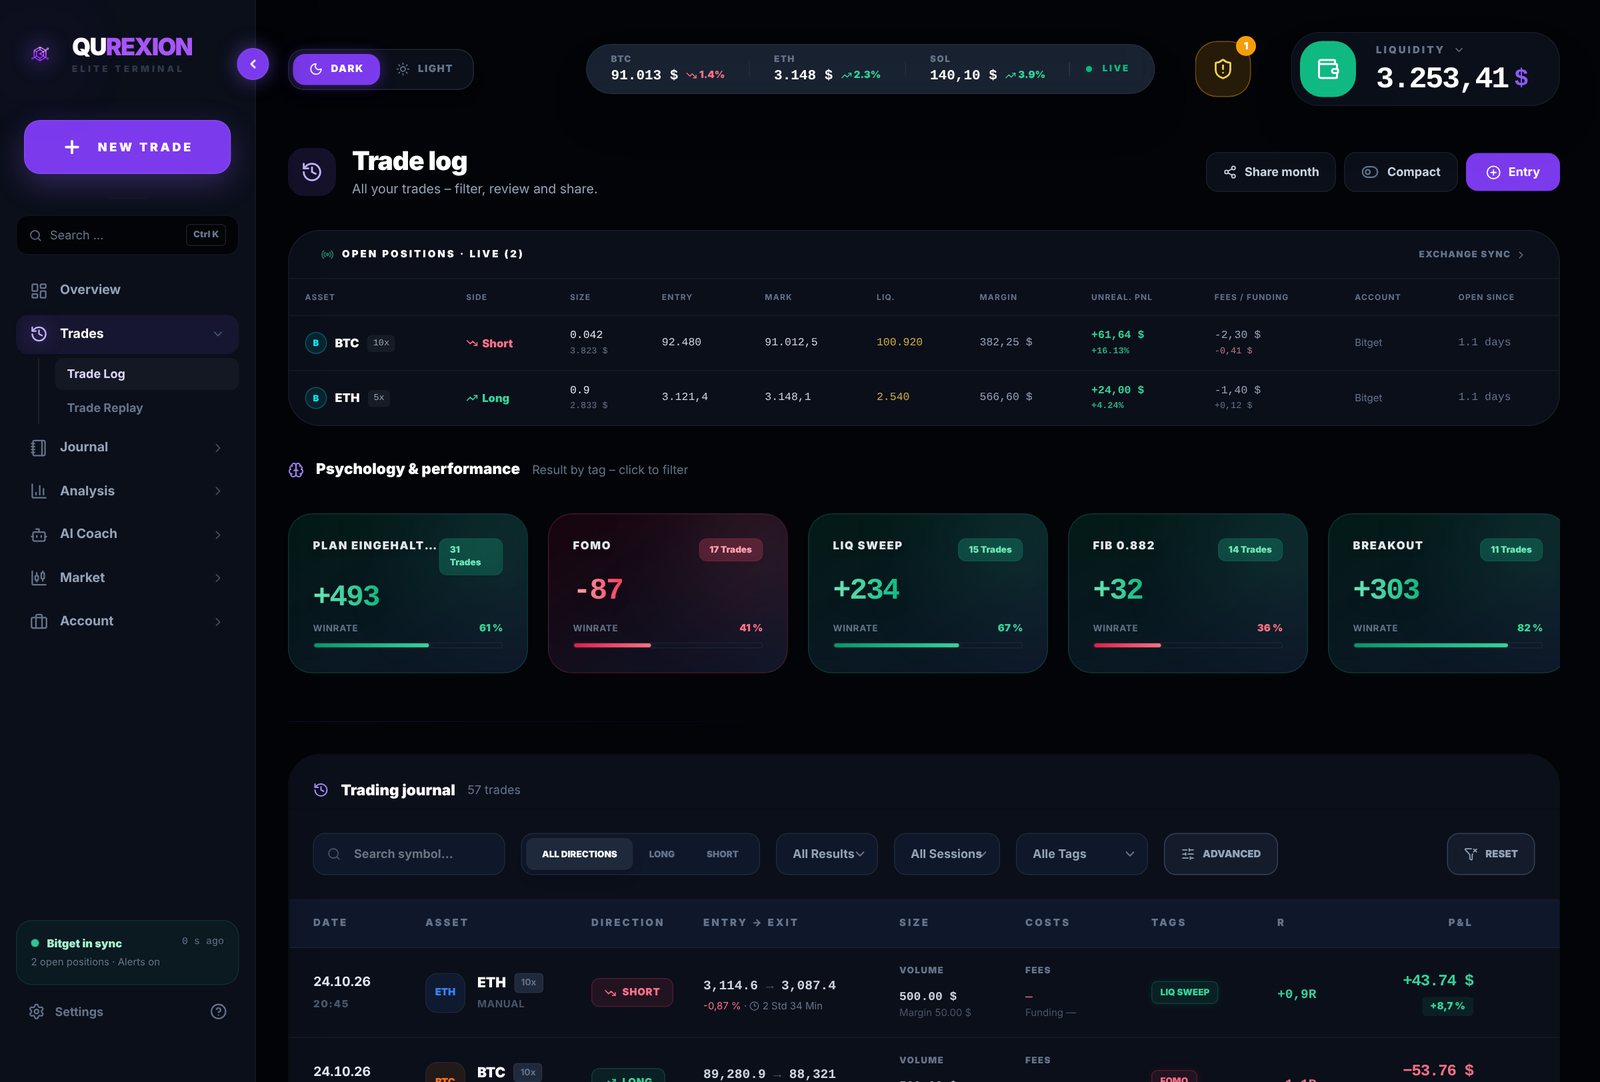 QUREXION
ELITE TERMINAL
NEW TRADE
Search ...
Ctrl K
Overview
Trades
Trade Log
Trade Replay
Journal
Analysis
AI Coach
Market
Account
Bitget in sync
0 s ago
2 open positions · Alerts on
Settings
DARK
LIGHT
BTC
91.013 $ 1.4%
ETH
3.148 $ 2.3%
SOL
140,10 $ 3.9%
LIVE
1
LIQUIDITY
3.253,41 $
Trade log
All your trades – filter, review and share.
Share month
Compact
Entry
OPEN POSITIONS · LIVE (2)
EXCHANGE SYNC
ASSET SIDE SIZE ENTRY MARK LIQ. MARGIN UNREAL. PNL FEES / FUNDING ACCOUNT OPEN SINCE
B BTC 10x Short 0.042 92.480 91.012,5 100.920 382,25 $ +61,64 $ -2,30 $ Bitget 1.1 days
3.823 $ +16.13% -0,41 $
B ETH 5x Long 0.9 3.121,4 3.148,1 2.540 566,60 $ +24,00 $ -1,40 $ Bitget 1.1 days
2.833 $ +4.24% +0,12 $
Psychology & performance Result by tag – click to filter
PLAN EINGEHALT...
31 Trades
+493
WINRATE 61 %
FOMO
17 Trades
-87
WINRATE 41 %
LIQ SWEEP
15 Trades
+234
WINRATE 67 %
FIB 0.882
14 Trades
+32
WINRATE 36 %
BREAKOUT
11 Trades
+303
WINRATE 82 %
Trading journal 57 trades
Search symbol...
ALL DIRECTIONS LONG SHORT
All Results
All Sessions
Alle Tags
ADVANCED
RESET
DATE ASSET DIRECTION ENTRY → EXIT SIZE COSTS TAGS R P&L
24.10.26
20:45
ETH
ETH 10x
MANUAL
SHORT
3,114.6 → 3,087.4
-0,87 % · 2 Std 34 Min
VOLUME
500.00 $
Margin 50.00 $
FEES
—
Funding —
LIQ SWEEP
+0,9R
+43.74 $
+8,7 %
24.10.26
BTC
BTC 10x
LONG
89,280.9 → 88,321
VOLUME
FEES
FOMO
−53.76 $